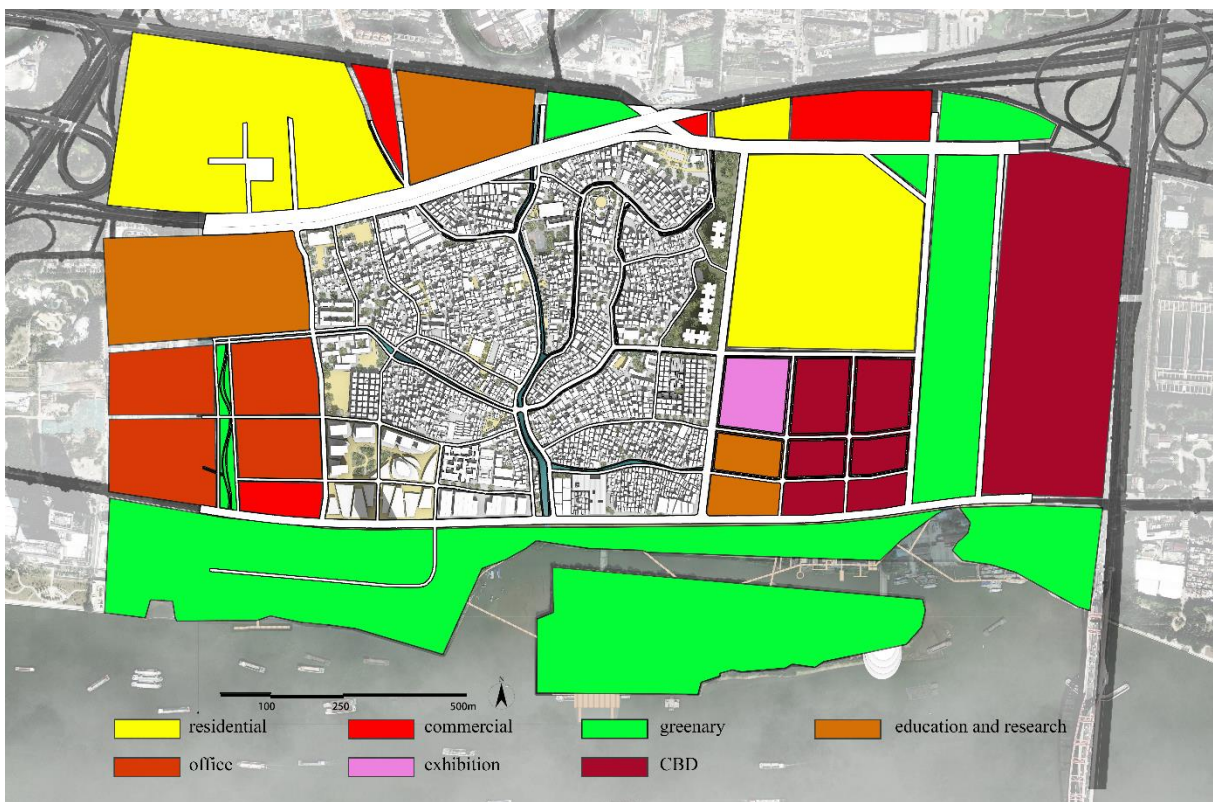 N
100 250 500m
residential commercial greenary education and research
office exhibition CBD